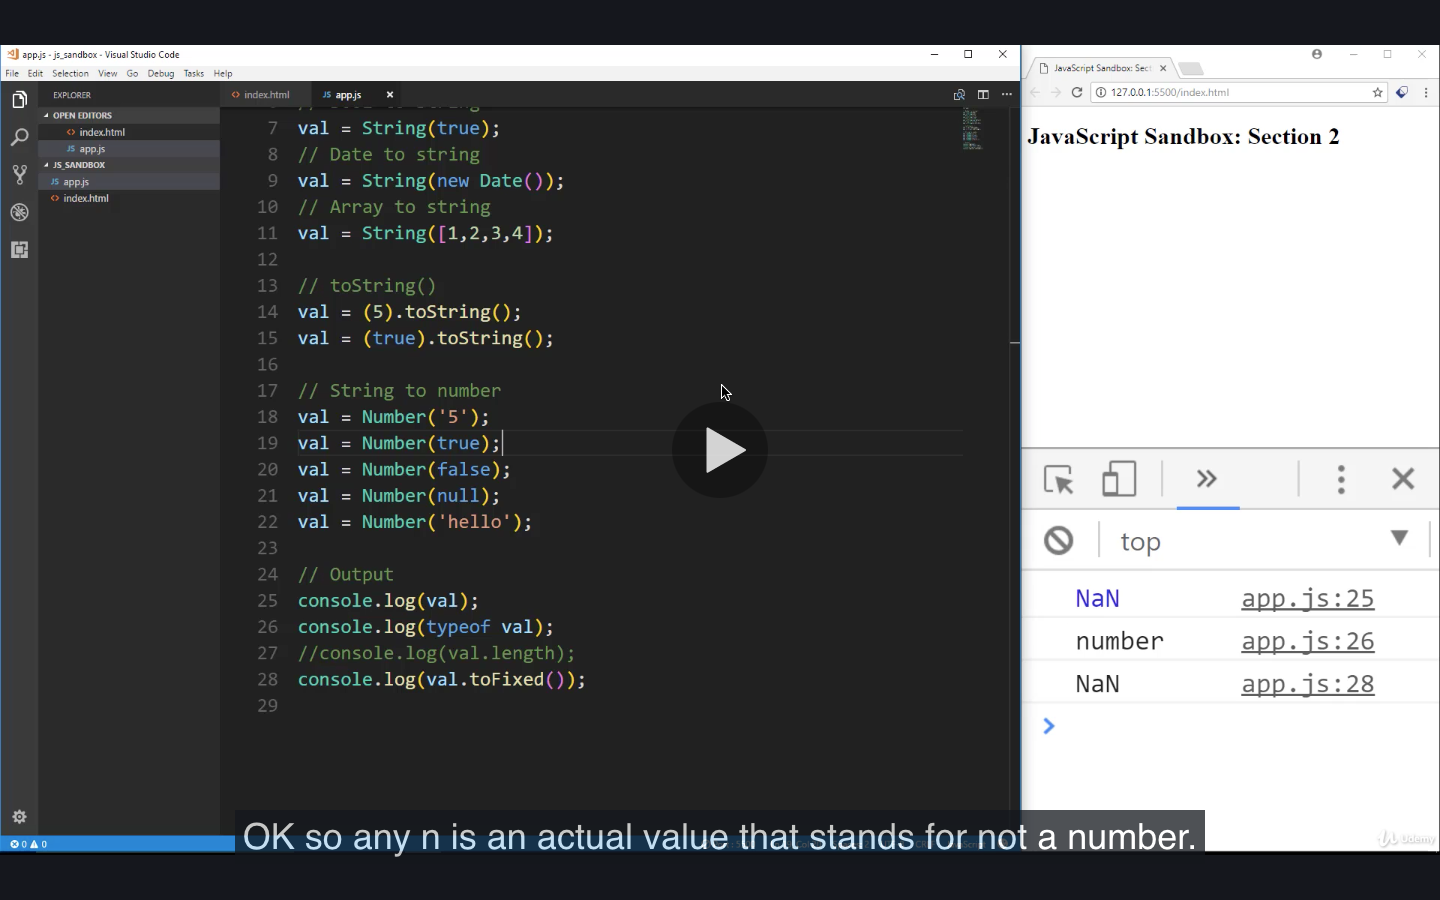 app.js - js_sandbox - Visual Studio Code
File Edit Selection View Go Debug Tasks Help
EXPLORER
OPEN EDITORS
index.html
app.js
JS_SANDBOX
JS app.js
index.html
index.html
JS app.js
7 val = String(true);
8 // Date to string
9 val = String(new Date());
10 // Array to string
11 val = String([1,2,3,4]);
12
13 // toString()
14 val = (5).toString();
15 val = (true).toString();
16
17 // String to number
18 val = Number('5');
19 val = Number(true);
20 val = Number(false);
21 val = Number(null);
22 val = Number('hello');
23
24 // Output
25 console.log(val);
26 console.log(typeof val);
27 //console.log(val.length);
28 console.log(val.toFixed());
29
0 0
JavaScript Sandbox: Sect
127.0.0.1:5500/index.html
JavaScript Sandbox: Section 2
top
NaN app.js:25
number app.js:26
NaN app.js:28
OK so any n is an actual value that stands for not a number.
Udemy